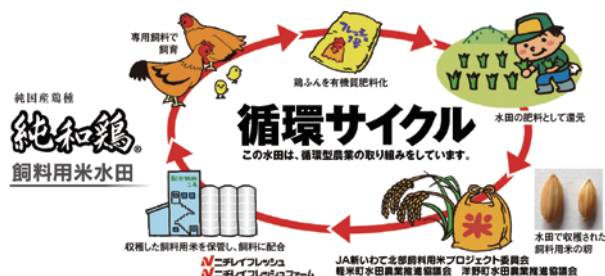 専用飼料で
飼育
フレッシュ
1号
鶏ふんを有機質肥料化
水田の肥料として還元
純国産鶏種
純和鶏®
飼料用米水田
循環サイクル
この水田は、循環型農業の取り組みをしています。
米
水田で収穫された
飼料用米の籾
収穫した飼料用米を保管し、飼料に配合
ニチレイフレッシュ
ニチレイフレッシュファーム
JA新いわて北部飼料用米プロジェクト委員会
軽米町水田農業推進協議会 洋野町水田農業推進協議会